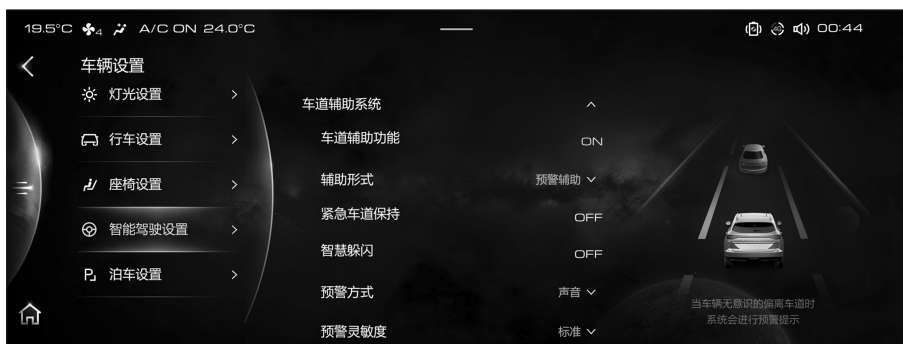 19.5°C 4 A/C ON 24.0°C 4G 00:44
车辆设置
灯光设置
行车设置
座椅设置
智能驾驶设置
P 泊车设置
车道辅助系统
车道辅助功能 ON
辅助形式 预警辅助
紧急车道保持 OFF
智慧躲闪 OFF
预警方式 声音
预警灵敏度 标准
当车辆无意识的偏离车道时
系统会进行预警提示